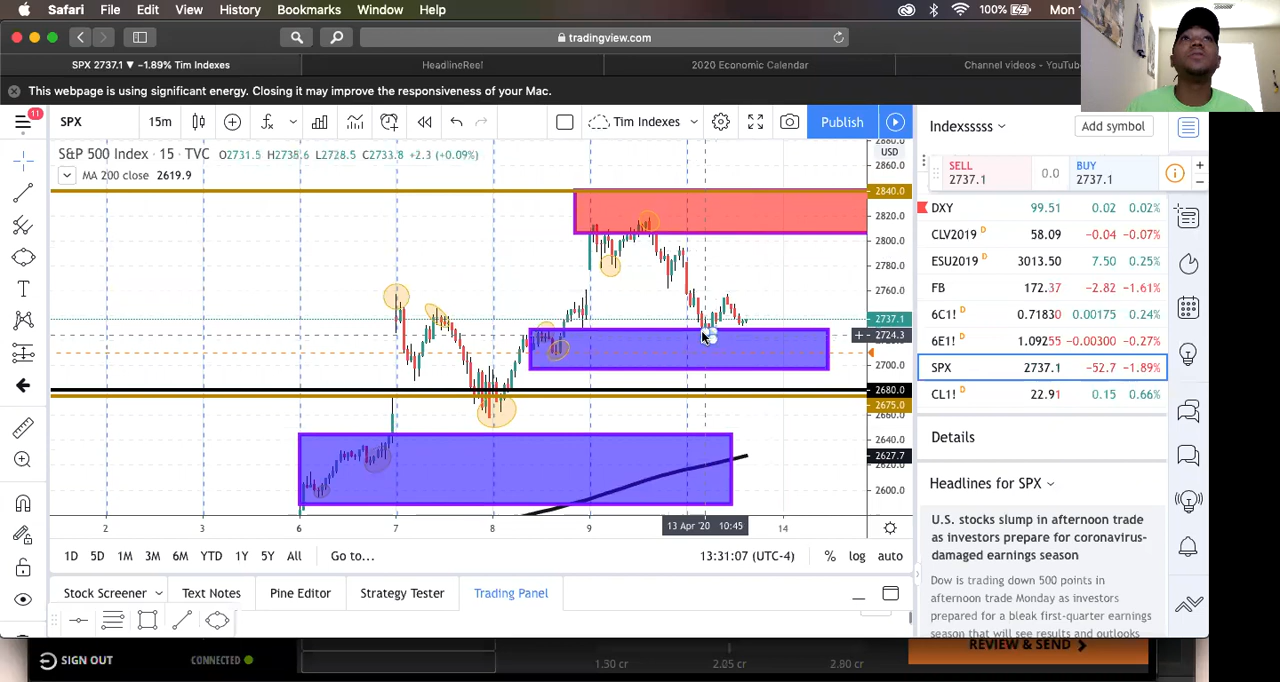 Safari File Edit View History Bookmarks Window Help 100% Mon
tradingview.com
SPX 2737.1 ▼ −1.89% Tim Indexes
HeadlineReel
2020 Economic Calendar
Channel videos - YouTub
This webpage is using significant energy. Closing it may improve the responsiveness of your Mac.
11
SPX 15m Tim Indexes Publish
S&P 500 Index · 15 · TVC O2731.5 H2738.6 L2728.5 C2733.8 +2.3 (+0.09%)
MA 200 close 2619.9
USD
2880.0
2860.0
2840.0
2820.0
2800.0
2780.0
2760.0
2737.1
2724.3
2700.0
2680.0
2675.0
2660.0
2640.0
2627.7
2620.0
2600.0
2 3 6 7 8 9 13 Apr '20 10:45 14
1D 5D 1M 3M 6M YTD 1Y 5Y All Go to... 13:31:07 (UTC-4) % log auto
Stock Screener Text Notes Pine Editor Strategy Tester Trading Panel
Indexsssss Add symbol
SELL 2737.1
0.0
BUY 2737.1
DXY 99.51 0.02 0.02%
CLV2019 D 58.09 −0.04 −0.07%
ESU2019 D 3013.50 7.50 0.25%
FB 172.37 −2.82 −1.61%
6C1! D 0.71830 0.00175 0.24%
6E1! D 1.09255 −0.00300 −0.27%
SPX 2737.1 −52.7 −1.89%
CL1! D 22.91 0.15 0.66%
Details
Headlines for SPX
U.S. stocks slump in afternoon trade
as investors prepare for coronavirus-
damaged earnings season
Dow is trading down 500 points in
afternoon trade Monday as investors
prepared for a bleak first-quarter earnings
season that will see results and outlooks
SIGN OUT CONNECTED
1.30 cr 2.05 cr 2.80 cr
REVIEW & SEND